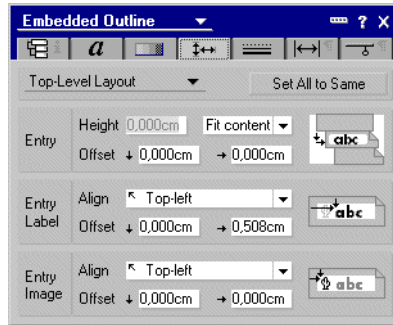 Embedded Outline
a
Top-Level Layout Set All to Same
Entry
Height 0,000cm Fit content
Offset 0,000cm 0,000cm
abc
Entry Label
Align Top-left
Offset 0,000cm 0,508cm
abc
Entry Image
Align Top-left
Offset 0,000cm 0,000cm
abc